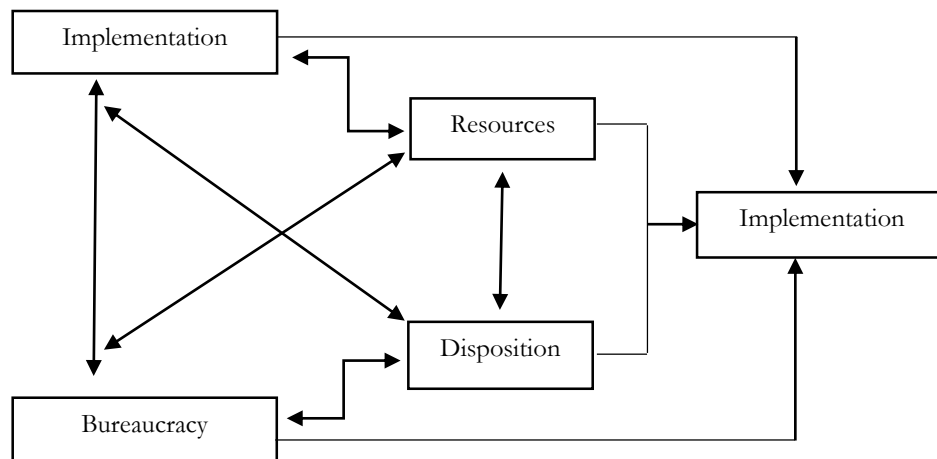 Implementation
Resources
Implementation
Disposition
Bureaucracy